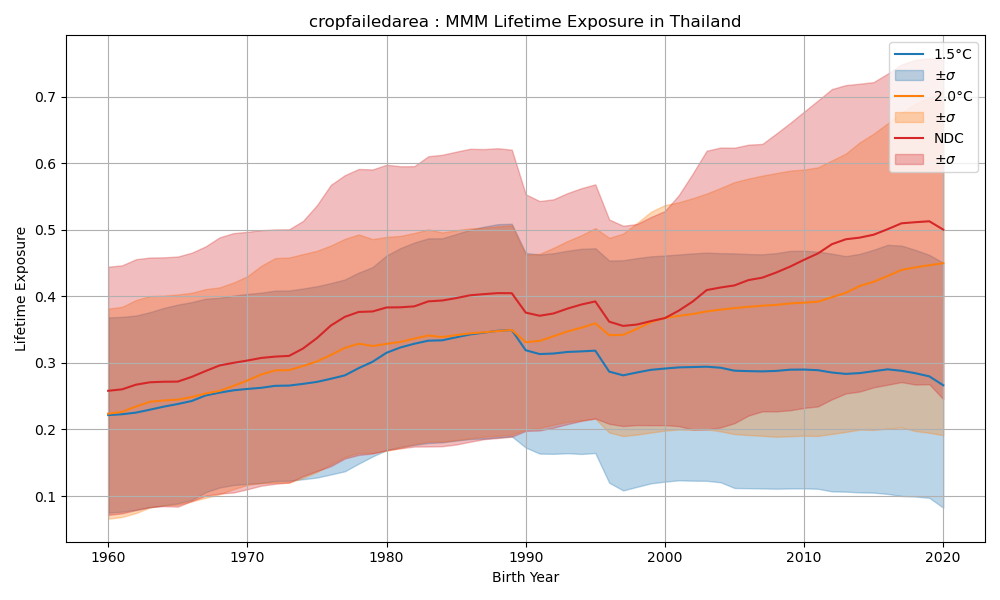 cropfailedarea : MMM Lifetime Exposure in Thailand
Lifetime Exposure
0.7
0.6
0.5
0.4
0.3
0.2
0.1
1960
1970
1980
1990
2000
2010
2020
Birth Year
1.5°C
±σ
2.0°C
±σ
NDC
±σ